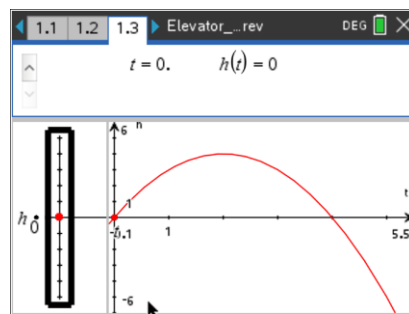 1.1 1.2 1.3 Elevator_...rev DEG
t = 0. h(t) = 0
6 h
1
t
h 0
-0.1 1 5.5
-6